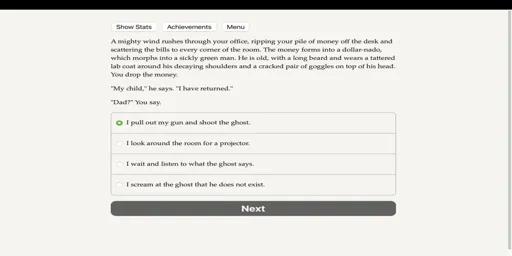 Show Stats Achievements Menu
A mighty wind rushes through your office, ripping your pile of money off the desk and
scattering the bills to every corner of the room. The money forms into a dollar-nado,
which morphs into a sickly green man. He is old, with a long beard and wears a tattered
lab coat around his decaying shoulders and a cracked pair of goggles on top of his head.
You drop the money.
"My child," he says. "I have returned."
"Dad?" You say.
I pull out my gun and shoot the ghost.
I look around the room for a projector.
I wait and listen to what the ghost says.
I scream at the ghost that he does not exist.
Next